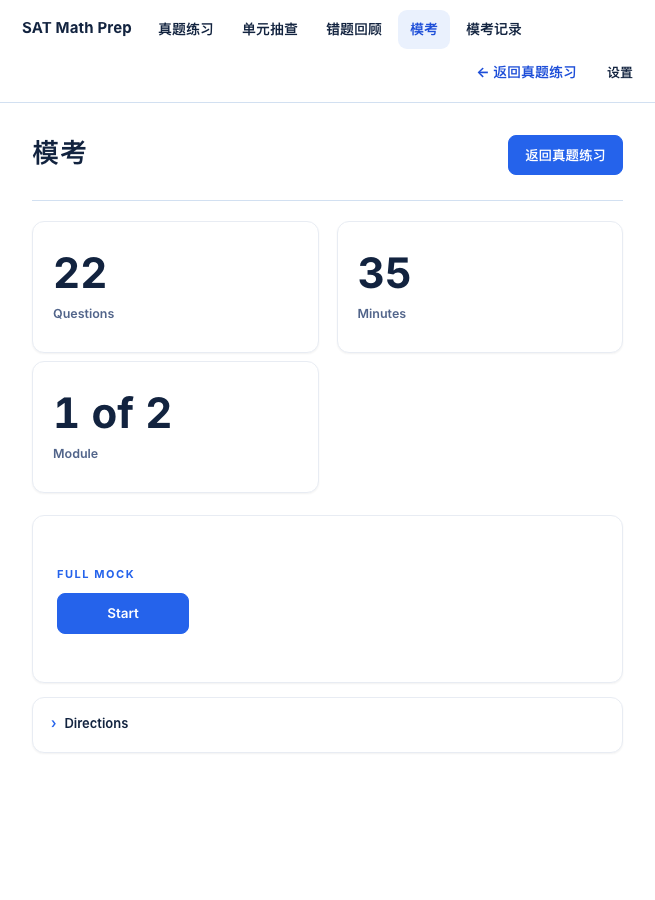 SAT Math Prep 真题练习 单元抽查 错题回顾 模考 模考记录
← 返回真题练习 设置
模考 返回真题练习
22
Questions
35
Minutes
1 of 2
Module
FULL MOCK
Start
› Directions